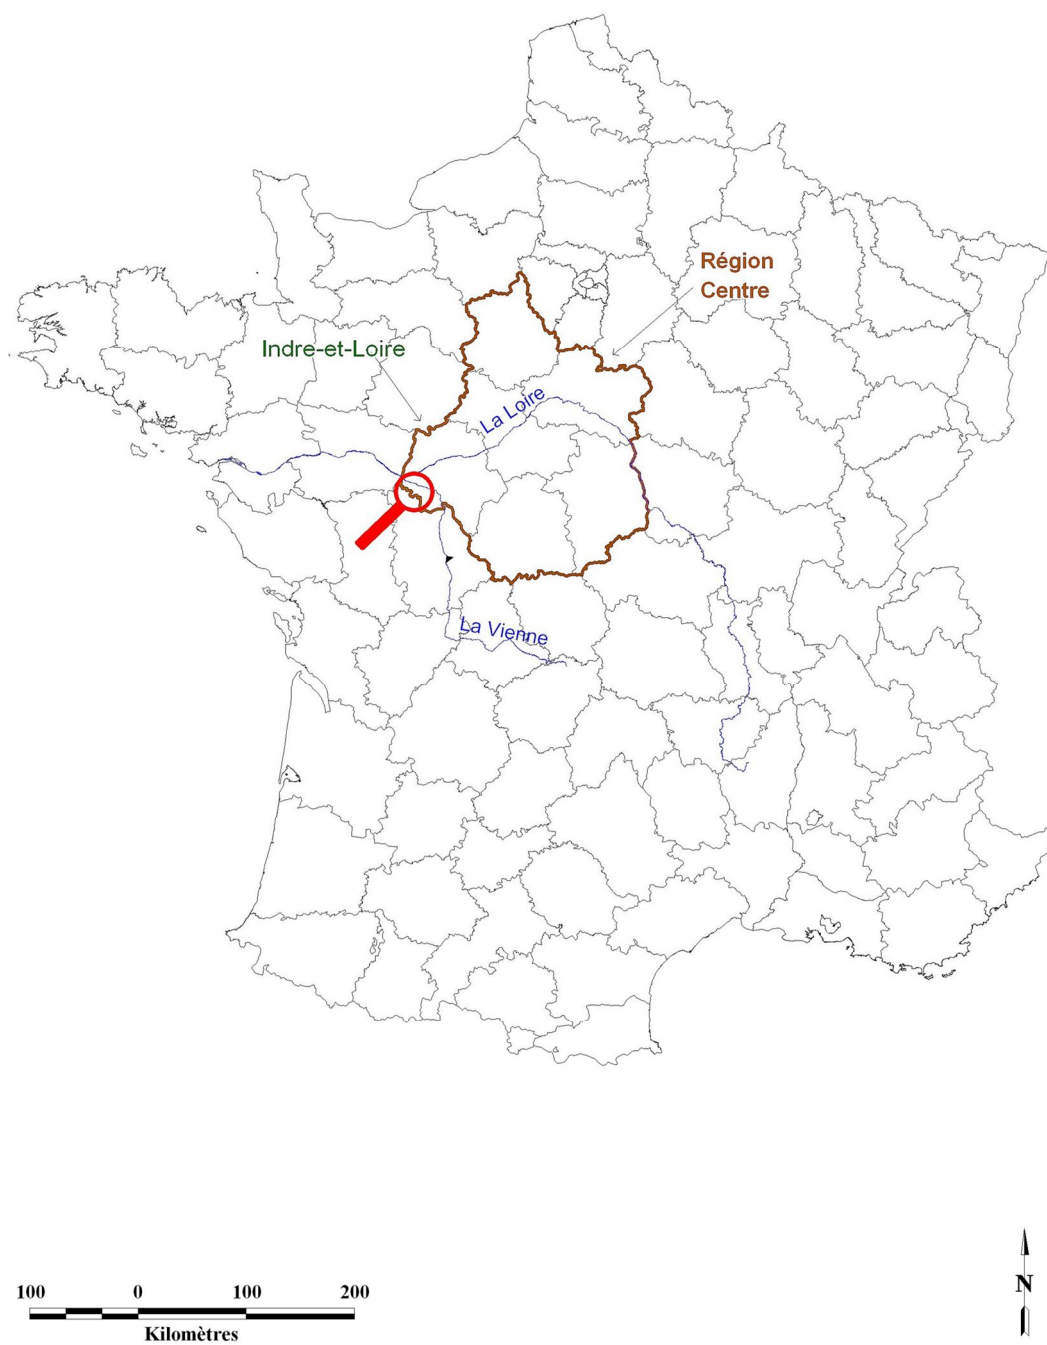 Région
Centre
Indre-et-Loire
La Loire
La Vienne
100 0 100 200
Kilomètres
N